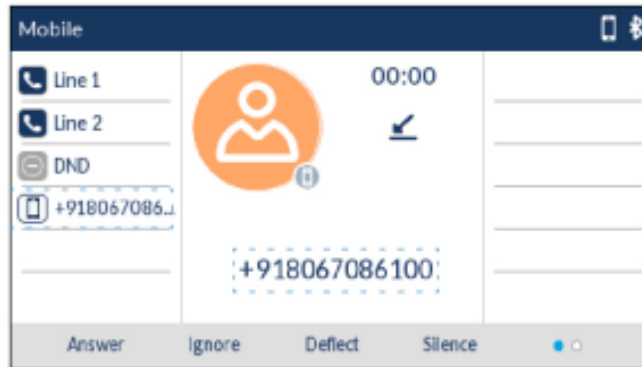 Mobile
Line 1
Line 2
DND
+918067086...
00:00
+918067086100
Answer Ignore Deflect Silence